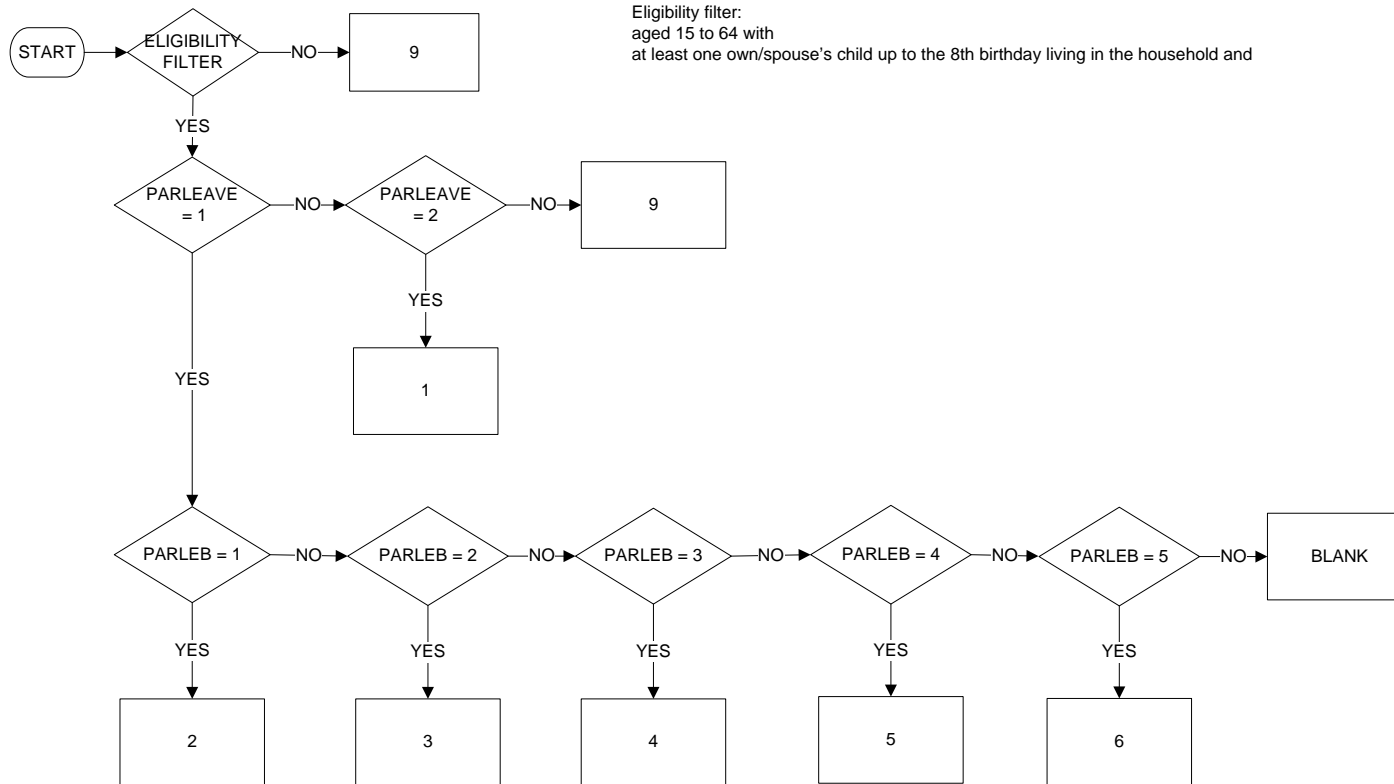 Eligibility filter:
aged 15 to 64 with
at least one own/spouse's child up to the 8th birthday living in the household and
START
ELIGIBILITY
FILTER
NO
9
YES
PARLEAVE
= 1
NO
PARLEAVE
= 2
NO
9
YES
1
YES
PARLEB = 1
NO
PARLEB = 2
NO
PARLEB = 3
NO
PARLEB = 4
NO
PARLEB = 5
NO
BLANK
YES
YES
YES
YES
YES
2
3
4
5
6